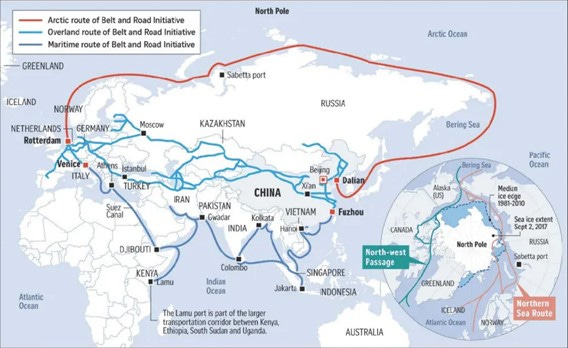 North Pole
Arctic route of Belt and Road Initiative
Overland route of Belt and Road Initiative
Maritime route of Belt and Road Initiative
Arctic Ocean
GREENLAND
Sabetta port
ICELAND
NORWAY
RUSSIA
NETHERLANDS
GERMANY
Moscow
KAZAKHSTAN
Bering Sea
Rotterdam
Pacific
Ocean
Venice
ITALY
Athens
Istanbul
TURKEY
Beijing
Dalian
Xi'an
CHINA
Suez
Canal
IRAN
PAKISTAN
Gwadar
INDIA
Kolkata
VIETNAM
Hanoi
Fuzhou
DJIBOUTI
KENYA
Lamu
Colombo
Indian
Ocean
SINGAPORE
Jakarta
INDONESIA
Atlantic
Ocean
AUSTRALIA
The Lamu port is part of the larger
transportation corridor between Kenya,
Ethiopia, South Sudan and Uganda.
Bering Sea
Alaska
(US)
Median
ice edge
1981-2010
Sea ice extent
Sept 2, 2017
CANADA
North Pole
RUSSIA
North-west
Passage
Sabetta port
GREENLAND
Northern
Sea Route
ICELAND
Atlantic Ocean
NORWAY